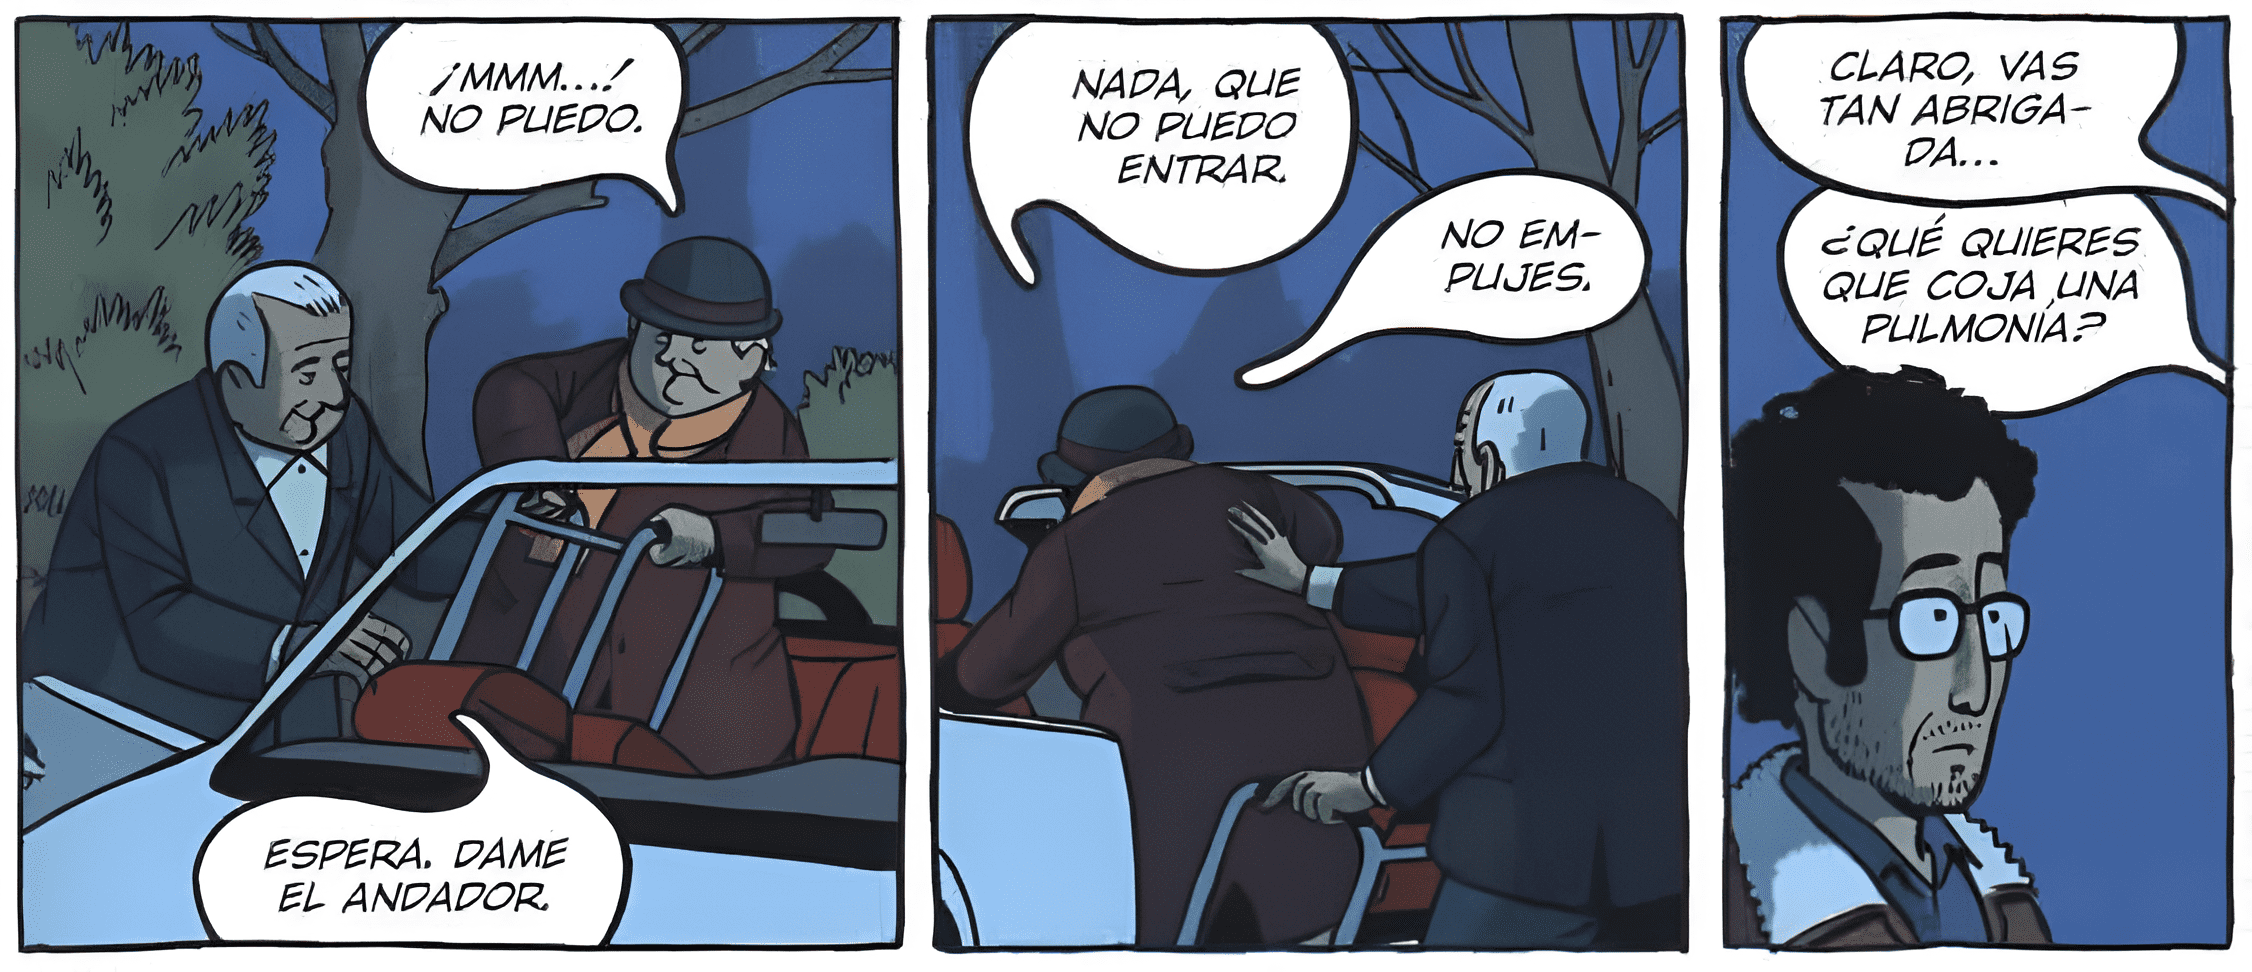 ¡MMM...!
NO PUEDO.
ESPERA. DAME
EL ANDADOR.
NADA, QUE
NO PUEDO
ENTRAR.
NO EM-
PUJES.
CLARO, VAS
TAN ABRIGA-
DA...
¿QUÉ QUIERES
QUE COJA UNA
PULMONÍA?